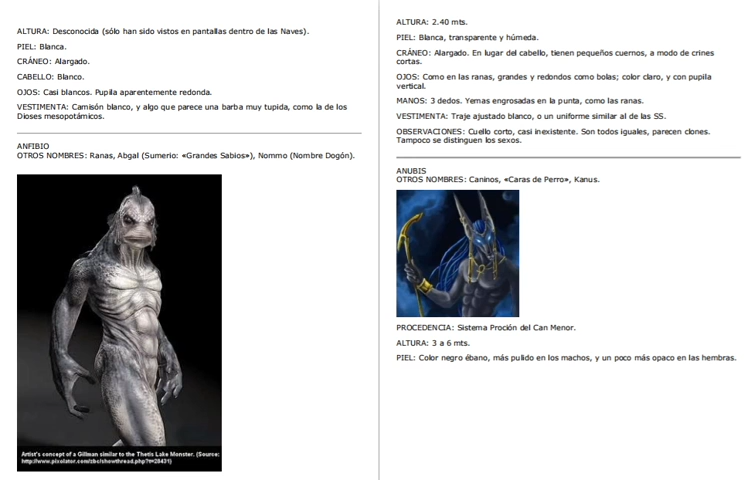 ALTURA: Desconocida (sólo han sido vistos en pantallas dentro de las Naves).
PIEL: Blanca.
CRÁNEO: Alargado.
CABELLO: Blanco.
OJOS: Casi blancos. Pupila aparentemente redonda.
VESTIMENTA: Camisón blanco, y algo que parece una barba muy tupida, como la de los
Dioses mesopotámicos.
ANFIBIO
OTROS NOMBRES: Ranas, Abgal (Sumerio: «Grandes Sabios»), Nommo (Nombre Dogón).
Artist's concept of a Gillman similar to the Thetis Lake Monster. (Source:
http://www.pixolator.com/zbc/showthread.php?t=28431)
ALTURA: 2.40 mts.
PIEL: Blanca, transparente y húmeda.
CRÁNEO: Alargado. En lugar del cabello, tienen pequeños cuernos, a modo de crines
cortas.
OJOS: Como en las ranas, grandes y redondos como bolas; color claro, y con pupila
vertical.
MANOS: 3 dedos. Yemas engrosadas en la punta, como las ranas.
VESTIMENTA: Traje ajustado blanco, o un uniforme similar al de las SS.
OBSERVACIONES: Cuello corto, casi inexistente. Son todos iguales, parecen clones.
Tampoco se distinguen los sexos.
ANUBIS
OTROS NOMBRES: Caninos, «Caras de Perro», Kanus.
PROCEDENCIA: Sistema Proción del Can Menor.
ALTURA: 3 a 6 mts.
PIEL: Color negro ébano, más pulido en los machos, y un poco más opaco en las hembras.